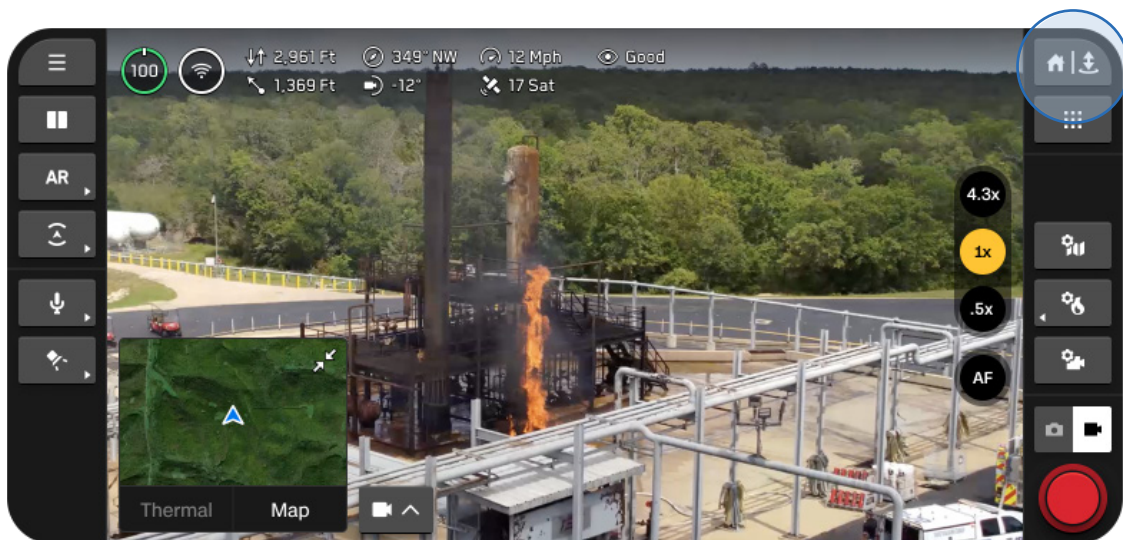 100
2,961 Ft
349° NW
12 Mph
Good
1,369 Ft
-12°
17 Sat
AR
4.3x
1x
.5x
AF
Thermal
Map